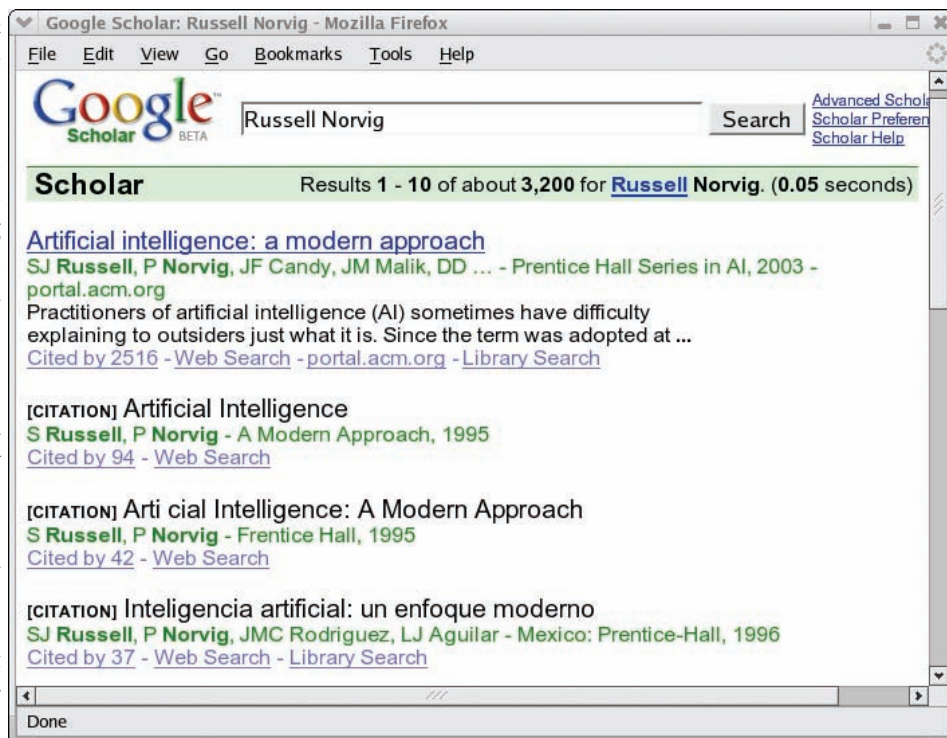 Google Scholar: Russell Norvig - Mozilla Firefox
File Edit View Go Bookmarks Tools Help
Google™
Scholar BETA
Russell Norvig
Search
Advanced Schola
Scholar Preferen
Scholar Help
Scholar Results 1 - 10 of about 3,200 for Russell Norvig. (0.05 seconds)
Artificial intelligence: a modern approach
SJ Russell, P Norvig, JF Candy, JM Malik, DD ... - Prentice Hall Series in AI, 2003 -
portal.acm.org
Practitioners of artificial intelligence (AI) sometimes have difficulty
explaining to outsiders just what it is. Since the term was adopted at ...
Cited by 2516 - Web Search - portal.acm.org - Library Search
[CITATION] Artificial Intelligence
S Russell, P Norvig - A Modern Approach, 1995
Cited by 94 - Web Search
[CITATION] Arti cial Intelligence: A Modern Approach
S Russell, P Norvig - Frentice Hall, 1995
Cited by 42 - Web Search
[CITATION] Inteligencia artificial: un enfoque moderno
SJ Russell, P Norvig, JMC Rodriguez, LJ Aguilar - Mexico: Prentice-Hall, 1996
Cited by 37 - Web Search - Library Search
Done